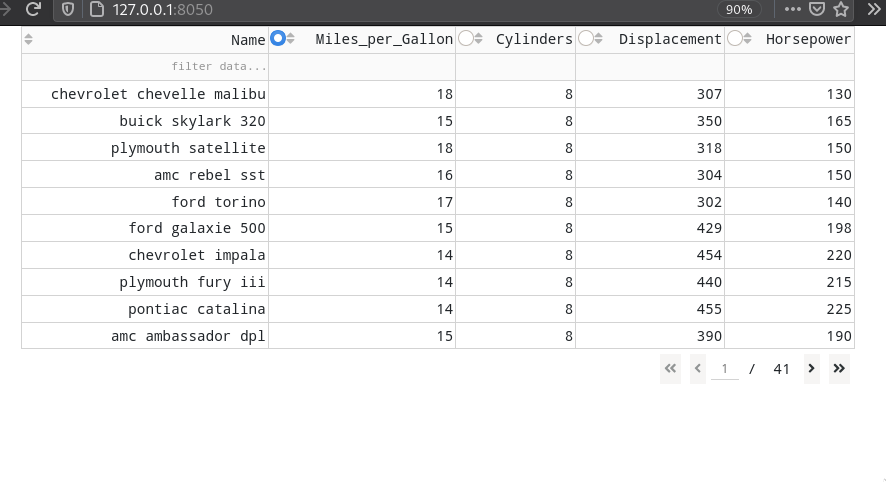 127.0.0.1:8050 90%
Name Miles_per_Gallon Cylinders Displacement Horsepower
filter data...
chevrolet chevelle malibu 18 8 307 130
buick skylark 320 15 8 350 165
plymouth satellite 18 8 318 150
amc rebel sst 16 8 304 150
ford torino 17 8 302 140
ford galaxie 500 15 8 429 198
chevrolet impala 14 8 454 220
plymouth fury iii 14 8 440 215
pontiac catalina 14 8 455 225
amc ambassador dpl 15 8 390 190
1 / 41